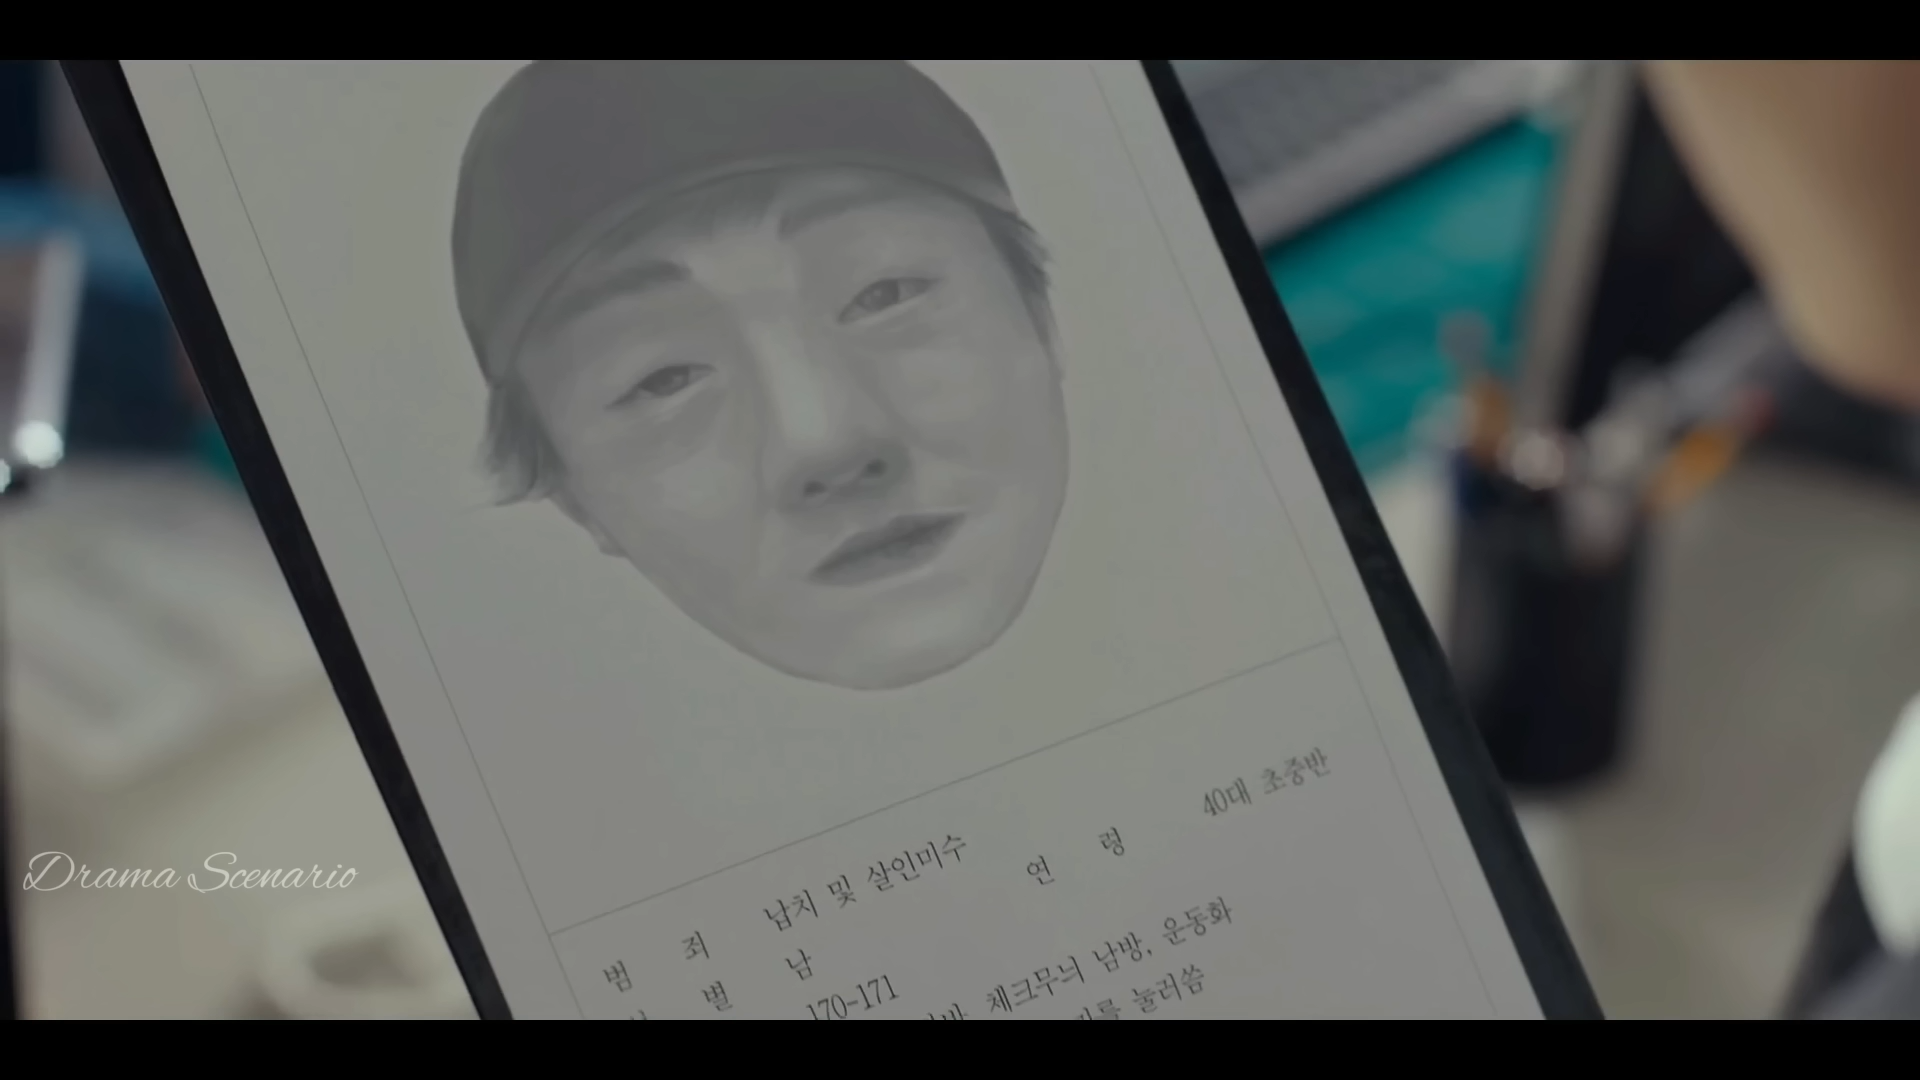 범 죄 납치 및 살인미수 연 령 40대 초중반
별 남
170-171
체크무늬 남방, 운동화
눌러씀
Drama Scenario